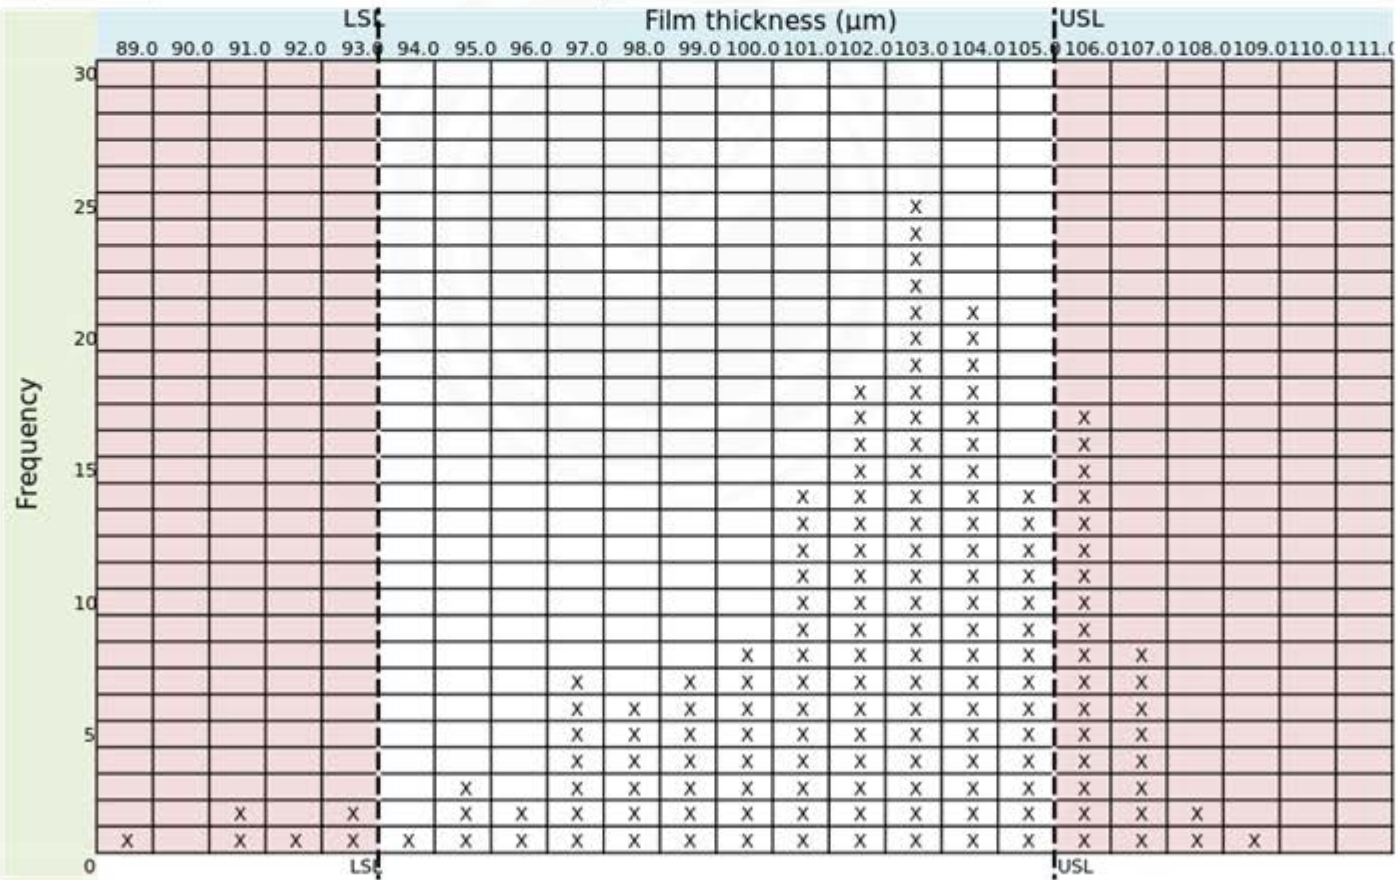 LSL Film thickness (µm) USL
89.0 90.0 91.0 92.0 93.0 94.0 95.0 96.0 97.0 98.0 99.0 100.0 101.0 102.0 103.0 104.0 105.0 106.0 107.0 108.0 109.0 110.0 111.0
30
25 X
X
X
X
X X
20 X X
X X
X X X
X X X X
X X X X
15 X X X X
X X X X X X
X X X X X X
X X X X X X
X X X X X X
10 X X X X X X
X X X X X X
X X X X X X X X
X X X X X X X X X X
X X X X X X X X X X X
5 X X X X X X X X X X X
X X X X X X X X X X X
X X X X X X X X X X X X
X X X X X X X X X X X X X X X X
X X X X X X X X X X X X X X X X X X X X
0
Frequency
LSL USL